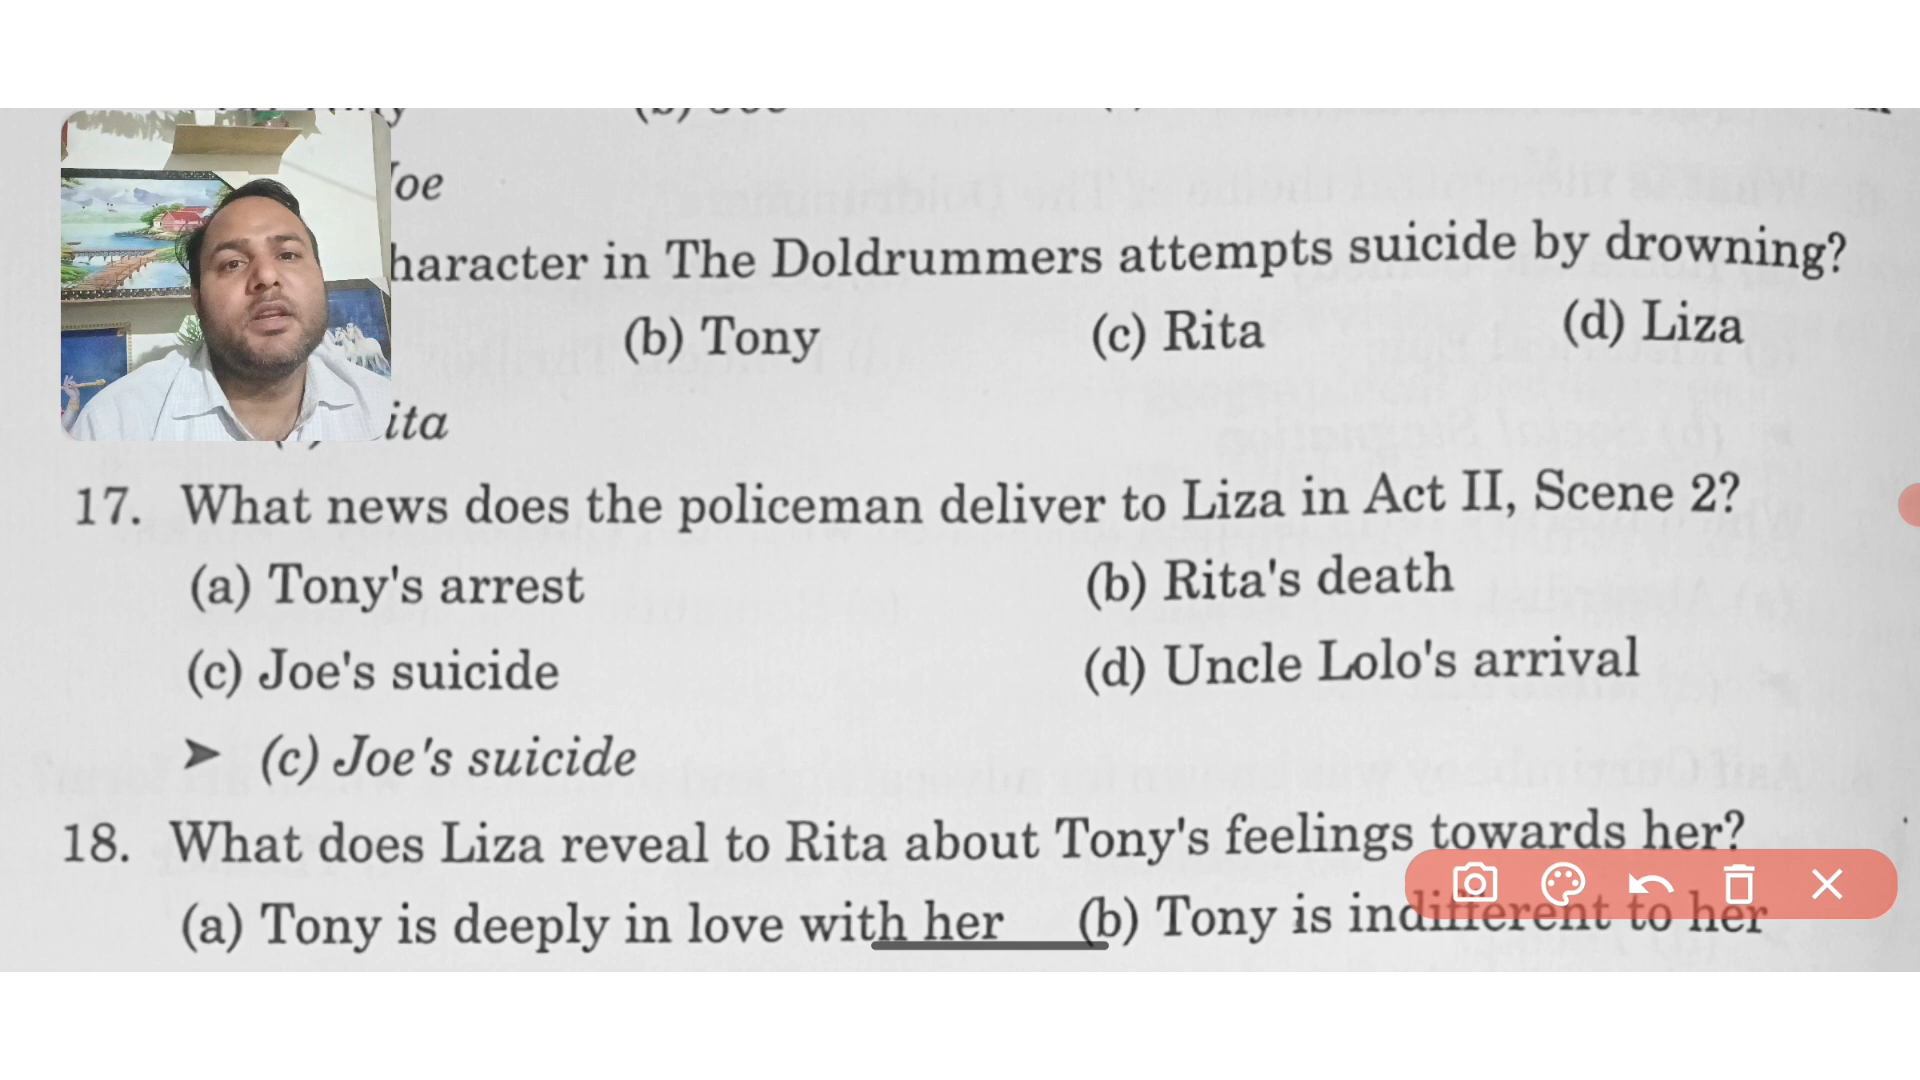 oe
haracter in The Doldrummers attempts suicide by drowning?
(b) Tony (c) Rita (d) Liza
ita
17. What news does the policeman deliver to Liza in Act II, Scene 2?
(a) Tony's arrest (b) Rita's death
(c) Joe's suicide (d) Uncle Lolo's arrival
➤ (c) Joe's suicide
18. What does Liza reveal to Rita about Tony's feelings towards her?
(a) Tony is deeply in love with her (b) Tony is indifferent to her